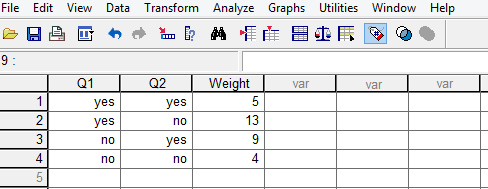 File Edit View Data Transform Analyze Graphs Utilities Window Help
9 :
Q1 Q2 Weight var var var
1 yes yes 5
2 yes no 13
3 no yes 9
4 no no 4
5